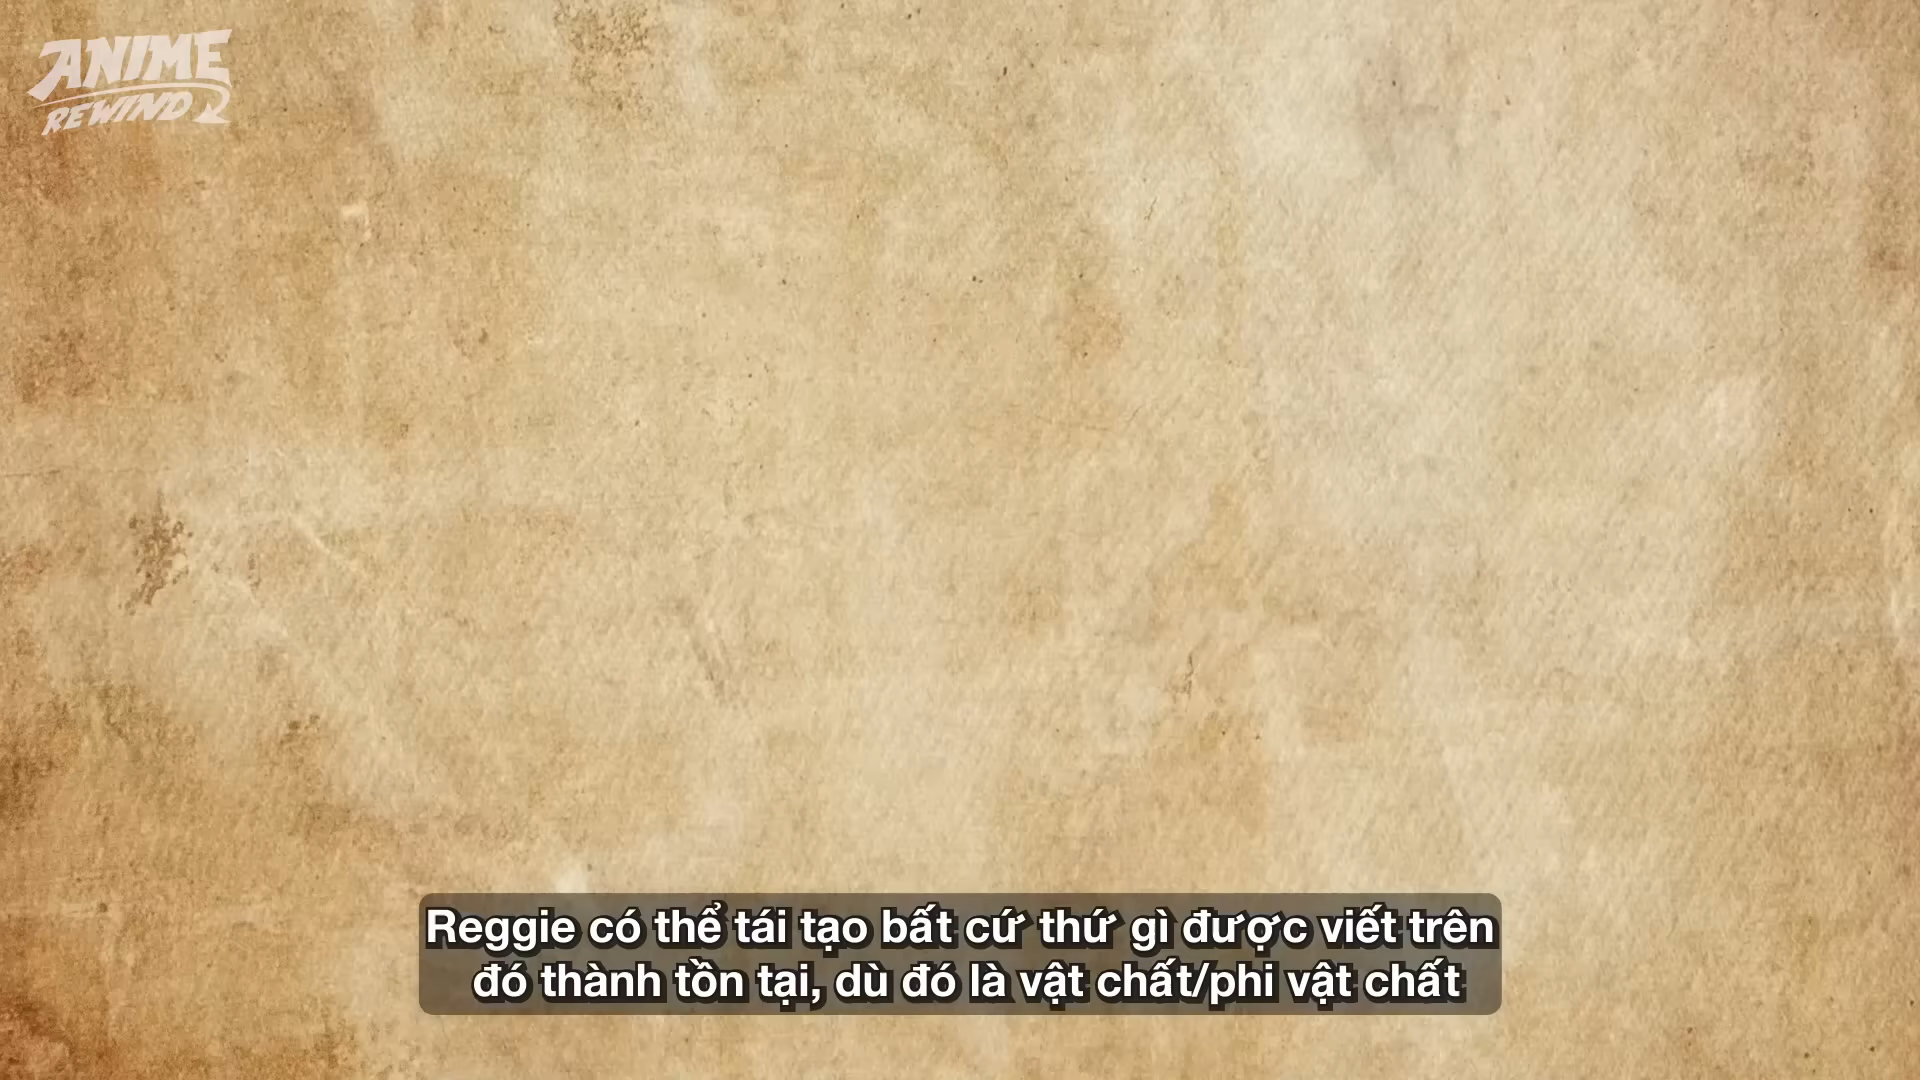 ANIME
REWIND
Reggie có thể tái tạo bất cứ thứ gì được viết trên
đó thành tồn tại, dù đó là vật chất/phi vật chất